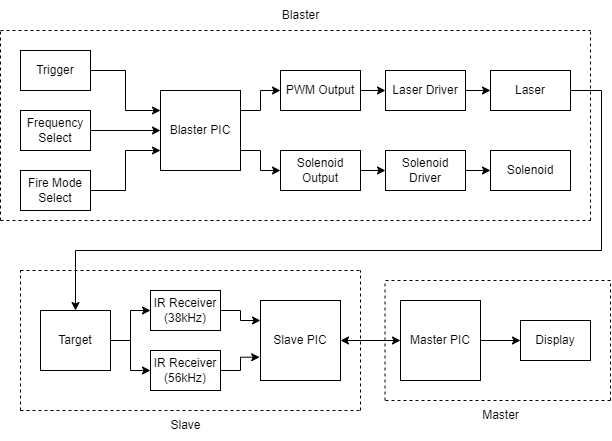 Blaster
Trigger
Frequency
Select
Fire Mode
Select
Blaster PIC
PWM Output
Laser Driver
Laser
Solenoid
Output
Solenoid
Driver
Solenoid
Target
IR Receiver
(38kHz)
IR Receiver
(56kHz)
Slave PIC
Master PIC
Display
Slave
Master